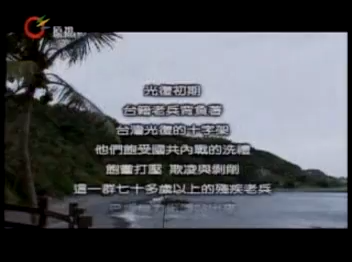 原視
光復初期
台籍老兵背負著
台灣光復的十字架
他們飽受國共內戰的洗禮
飽嘗打壓 欺凌與剝削
這一群七十多歲以上的殘疾老兵